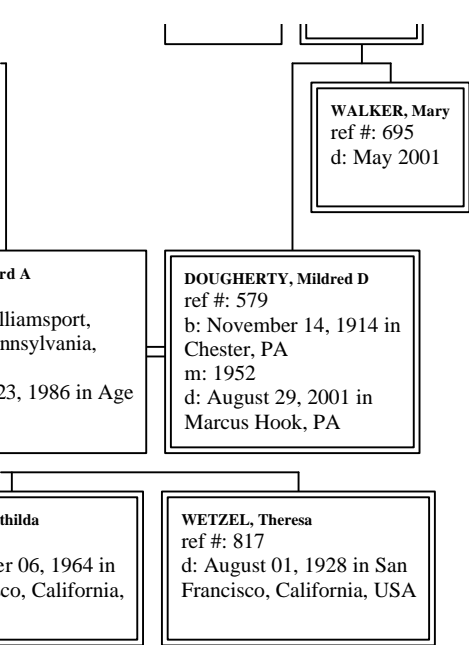 WALKER, Mary
ref #: 695
d: May 2001
rd A
lliamsport,
nnsylvania,
23, 1986 in Age
DOUGHERTY, Mildred D
ref #: 579
b: November 14, 1914 in
Chester, PA
m: 1952
d: August 29, 2001 in
Marcus Hook, PA
thilda
er 06, 1964 in
co, California,
WETZEL, Theresa
ref #: 817
d: August 01, 1928 in San
Francisco, California, USA